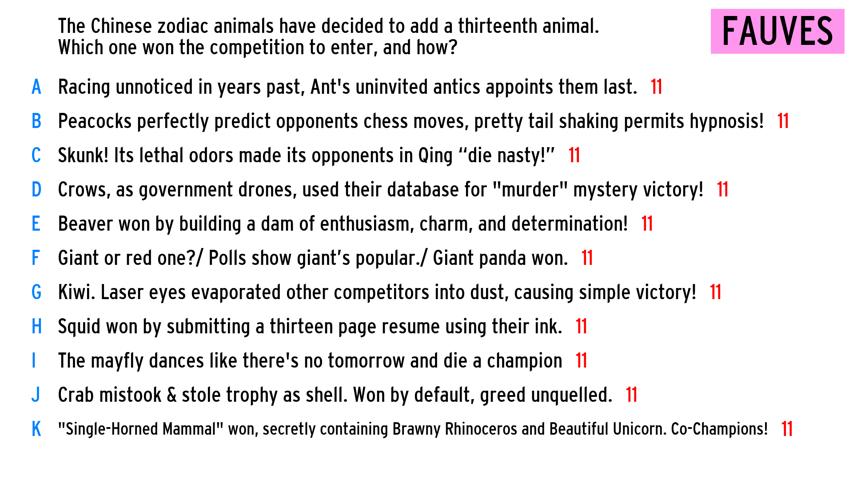 The Chinese zodiac animals have decided to add a thirteenth animal.
Which one won the competition to enter, and how?
FAUVES
A Racing unnoticed in years past, Ant's uninvited antics appoints them last. 11
B Peacocks perfectly predict opponents chess moves, pretty tail shaking permits hypnosis! 11
C Skunk! Its lethal odors made its opponents in Qing “die nasty!” 11
D Crows, as government drones, used their database for "murder" mystery victory! 11
E Beaver won by building a dam of enthusiasm, charm, and determination! 11
F Giant or red one?/ Polls show giant’s popular./ Giant panda won. 11
G Kiwi. Laser eyes evaporated other competitors into dust, causing simple victory! 11
H Squid won by submitting a thirteen page resume using their ink. 11
I The mayfly dances like there's no tomorrow and die a champion 11
J Crab mistook & stole trophy as shell. Won by default, greed unquelled. 11
K "Single-Horned Mammal" won, secretly containing Brawny Rhinoceros and Beautiful Unicorn. Co-Champions! 11